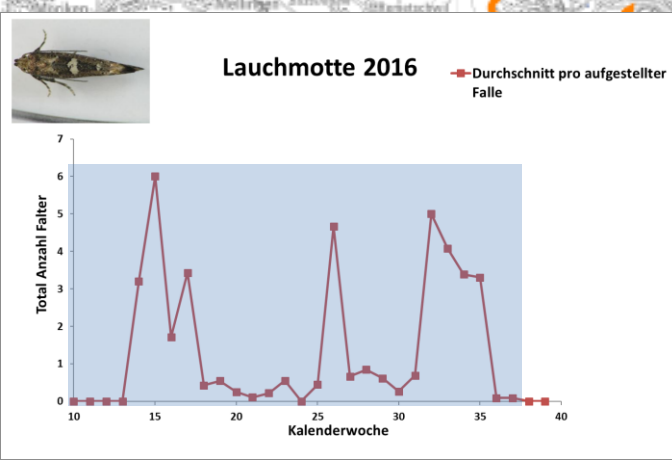 Lauchmotte 2016
Durchschnitt pro aufgestellter
Falle
Total Anzahl Falter
7
6
5
4
3
2
1
0
10 15 20 25 30 35 40
Kalenderwoche